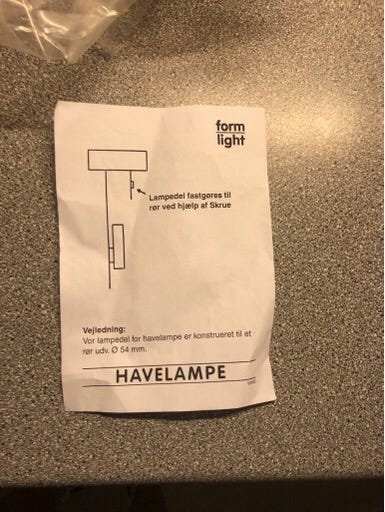 form
light
Lampedel fastgøres til
rør ved hjælp af Skrue
Vejledning:
Vor lampedel for havelampe er konstrueret til et
rør udv. Ø 54 mm.
HAVELAMPE